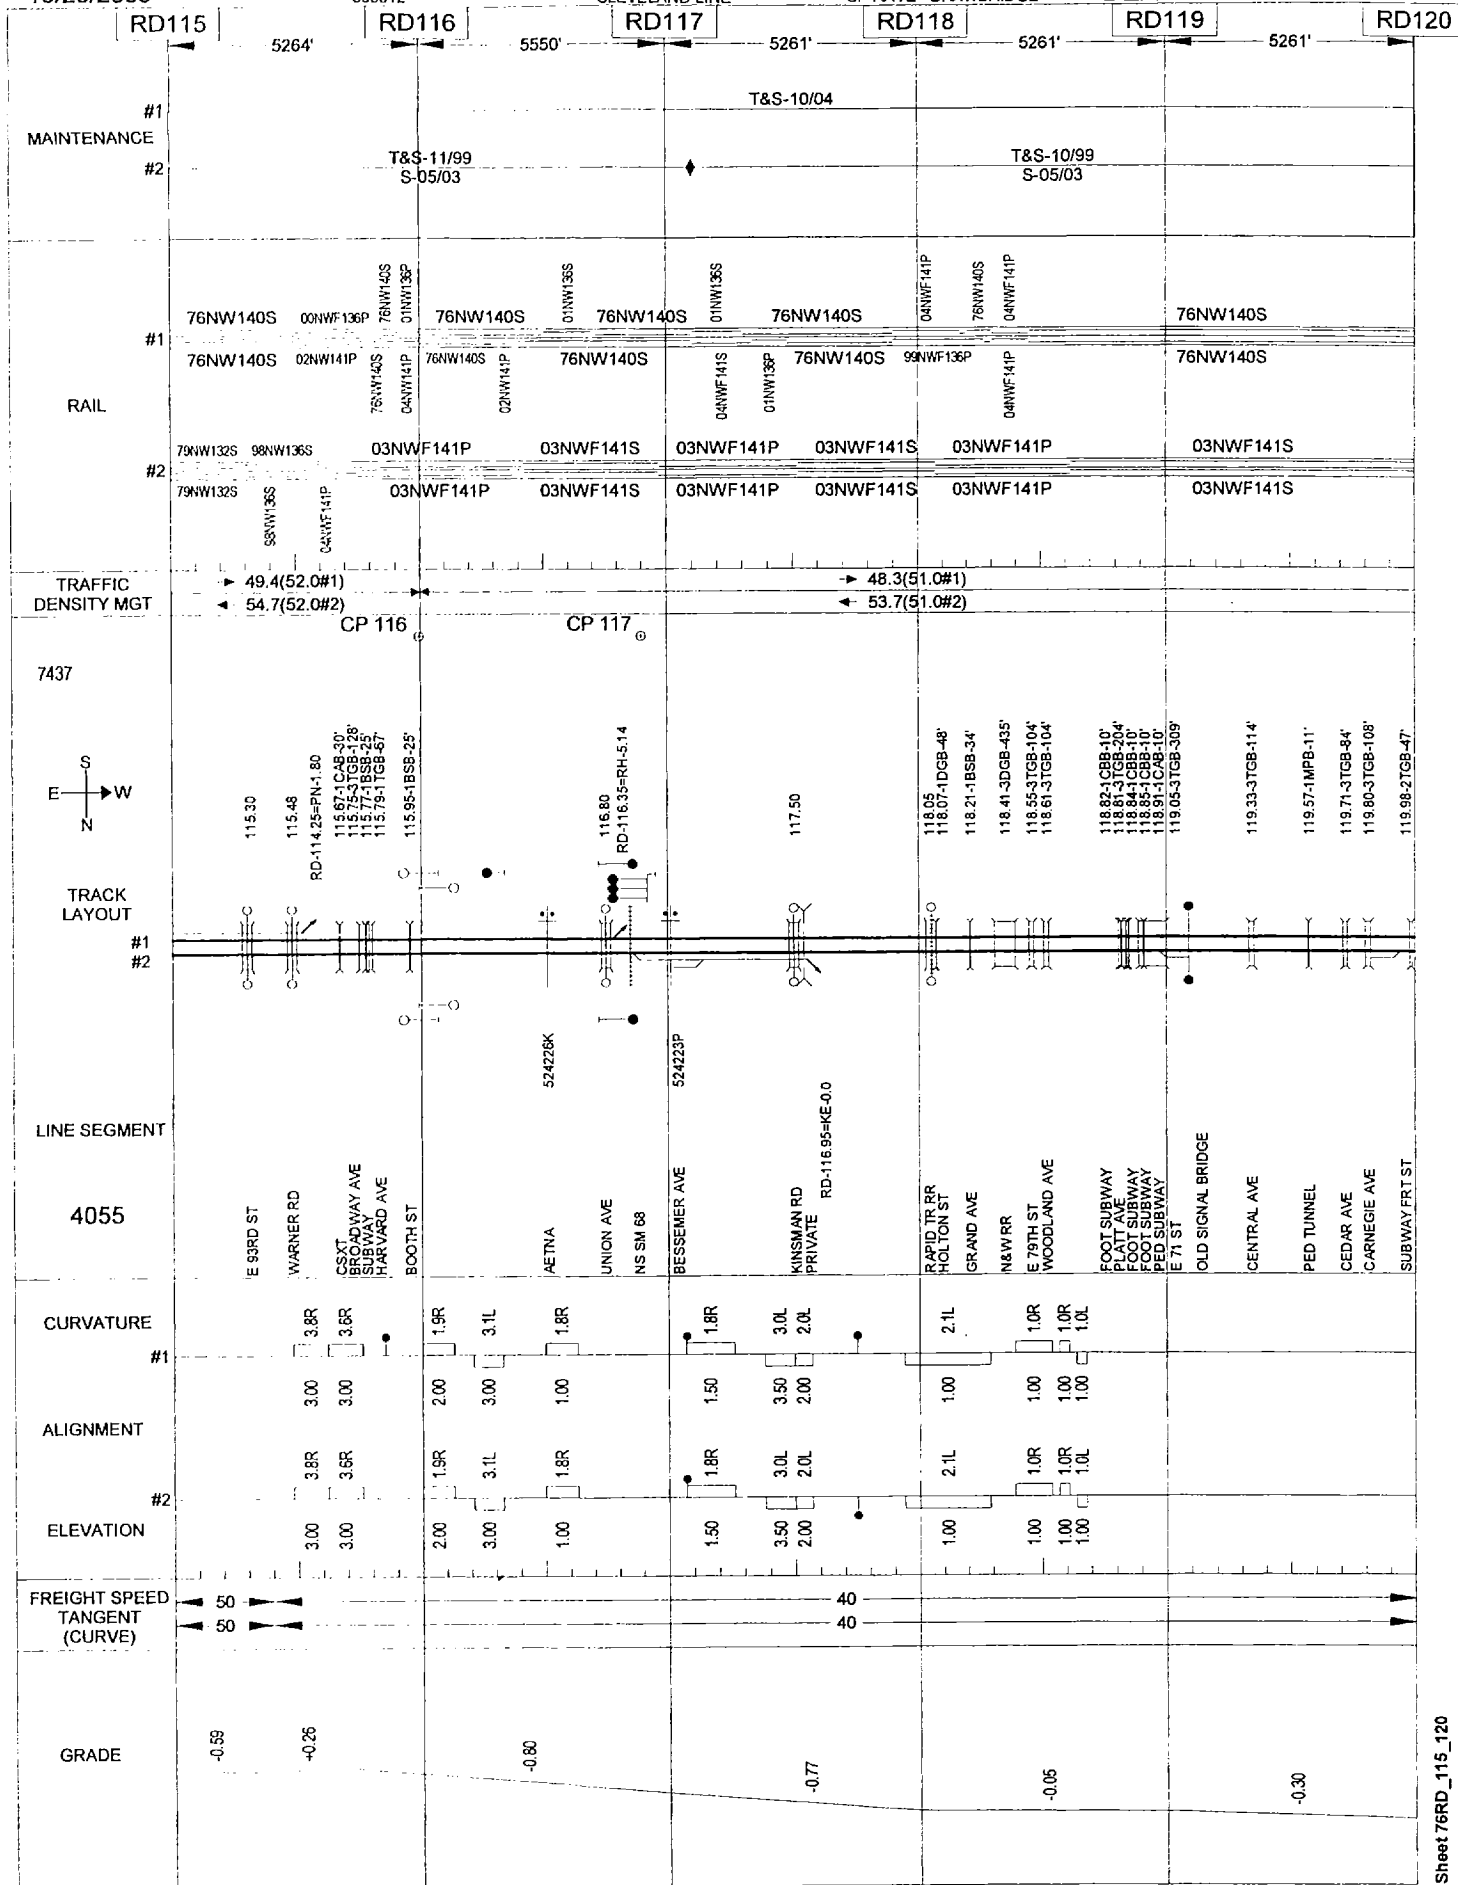 RD115 RD116 RD117 RD118 RD119 RD120
5264' 5550' 5261' 5261' 5261'
T&S-10/04
#1
MAINTENANCE
T&S-11/99 T&S-10/99
#2
S-05/03 S-05/03
76NW140S 01NW136P 01NW136S 01NW136S 04NWF141P 76NW140S 04NWF141P
76NW140S 00NWF136P 76NW140S 76NW140S 76NW140S 76NW140S
#1
76NW140S 02NW141P 76NW140S 76NW140S 76NW140S 99NWF136P 76NW140S
76NW140S 04NW141P 02NW141P 04NWF141S 01NW136P 04NWF141P
RAIL
79NW132S 98NW136S 03NWF141P 03NWF141S 03NWF141P 03NWF141S 03NWF141P 03NWF141S
#2
79NW132S 03NWF141P 03NWF141S 03NWF141P 03NWF141S 03NWF141P 03NWF141S
98NW136S 04NWF141P
TRAFFIC
DENSITY MGT
49.4(52.0#1) 48.3(51.0#1)
54.7(52.0#2) 53.7(51.0#2)
CP 116 CP 117
7437
S
E W
N
115.30
115.48
RD-114.25=PN-1.80
115.67-1CAB-30'
115.75-3TGB-128'
115.77-1BSB-25'
115.79-1TGB-67'
115.95-1BSB-25'
116.80
RD-116.35=RH-5.14
117.50
118.05
118.07-1DGB-48'
118.21-1BSB-34'
118.41-3DGB-435'
118.55-3TGB-104'
118.61-3TGB-104'
118.82-1CBB-10'
118.81-3TGB-204'
118.84-1CBB-10'
118.85-1CBB-10'
118.91-1CAB-10'
119.05-3TGB-309'
119.33-3TGB-114'
119.57-1MPB-11'
119.71-3TGB-84'
119.80-3TGB-108'
119.98-2TGB-47'
TRACK
LAYOUT
#1
#2
524226K
524223P
RD-116.95=KE-0.0
LINE SEGMENT
4055
E 93RD ST
WARNER RD
CSXT
BROADWAY AVE
SUBWAY
HARVARD AVE
BOOTH ST
AETNA
UNION AVE
NS SM 68
BESSEMER AVE
KINSMAN RD
PRIVATE
RAPID TR RR
HOLTON ST
GRAND AVE
N&W RR
E 79TH ST
WOODLAND AVE
FOOT SUBWAY
PLATT AVE
FOOT SUBWAY
FOOT SUBWAY
PED SUBWAY
E 71 ST
OLD SIGNAL BRIDGE
CENTRAL AVE
PED TUNNEL
CEDAR AVE
CARNEGIE AVE
SUBWAY FRT ST
CURVATURE
3.8R 3.6R 1.9R 3.1L 1.8R 1.8R 3.0L 2.0L 2.1L 1.0R 1.0R 1.0L
#1
3.00 3.00 2.00 3.00 1.00 1.50 3.50 2.00 1.00 1.00 1.00 1.00
ALIGNMENT
3.8R 3.6R 1.9R 3.1L 1.8R 1.8R 3.0L 2.0L 2.1L 1.0R 1.0R 1.0L
#2
ELEVATION
3.00 3.00 2.00 3.00 1.00 1.50 3.50 2.00 1.00 1.00 1.00 1.00
FREIGHT SPEED
TANGENT
(CURVE)
50 40
50 40
GRADE
-0.59 +0.26 -0.80 -0.77 -0.05 -0.30
Sheet 76RD_115_120